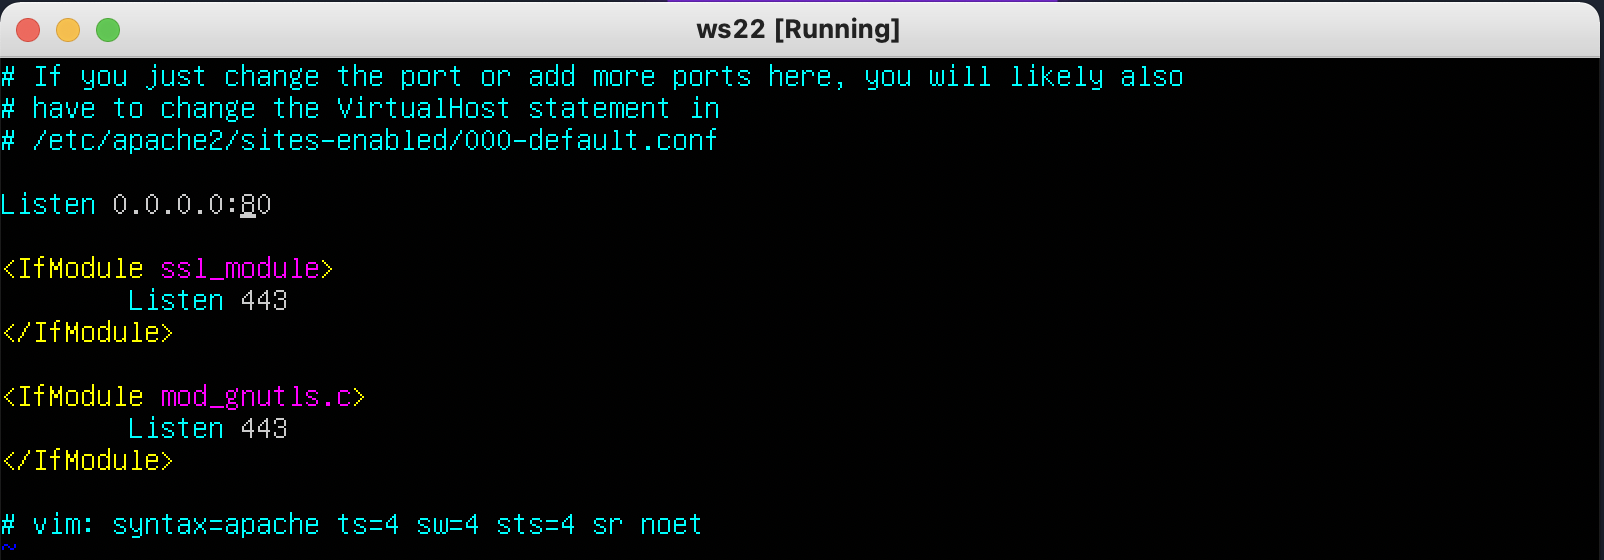 ws22 [Running]
# If you just change the port or add more ports here, you will likely also
# have to change the VirtualHost statement in
# /etc/apache2/sites-enabled/000-default.conf
Listen 0.0.0.0:80
<IfModule ssl_module>
Listen 443
</IfModule>
<IfModule mod_gnutls.c>
Listen 443
</IfModule>
# vim: syntax=apache ts=4 sw=4 sts=4 sr noet
~